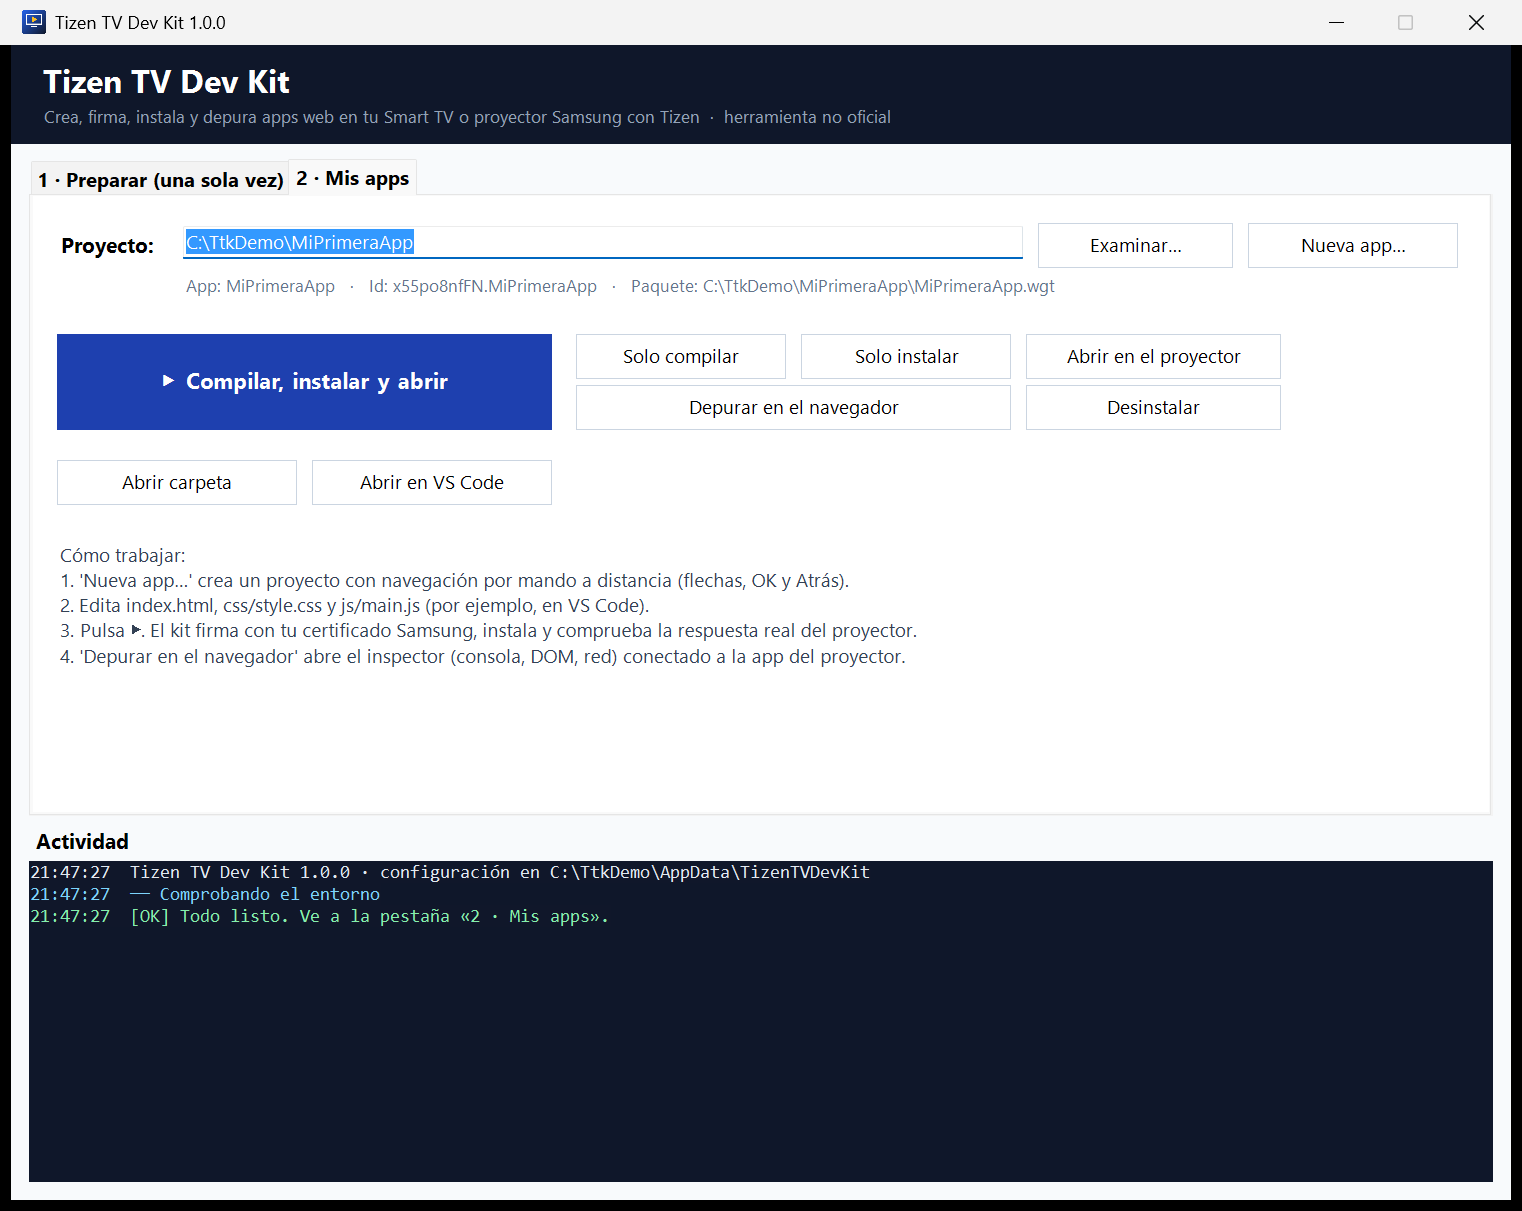 Tizen TV Dev Kit 1.0.0
Tizen TV Dev Kit
Crea, firma, instala y depura apps web en tu Smart TV o proyector Samsung con Tizen · herramienta no oficial
1 · Preparar (una sola vez)
2 · Mis apps
Proyecto:
C:\TtkDemo\MiPrimeraApp
Examinar...
Nueva app...
App: MiPrimeraApp · Id: x55po8nfFN.MiPrimeraApp · Paquete: C:\TtkDemo\MiPrimeraApp\MiPrimeraApp.wgt
▶ Compilar, instalar y abrir
Solo compilar
Solo instalar
Abrir en el proyector
Depurar en el navegador
Desinstalar
Abrir carpeta
Abrir en VS Code
Cómo trabajar:
1. 'Nueva app...' crea un proyecto con navegación por mando a distancia (flechas, OK y Atrás).
2. Edita index.html, css/style.css y js/main.js (por ejemplo, en VS Code).
3. Pulsa ▶. El kit firma con tu certificado Samsung, instala y comprueba la respuesta real del proyector.
4. 'Depurar en el navegador' abre el inspector (consola, DOM, red) conectado a la app del proyector.
Actividad
21:47:27 Tizen TV Dev Kit 1.0.0 · configuración en C:\TtkDemo\AppData\TizenTVDevKit
21:47:27 ── Comprobando el entorno
21:47:27 [OK] Todo listo. Ve a la pestaña «2 · Mis apps».